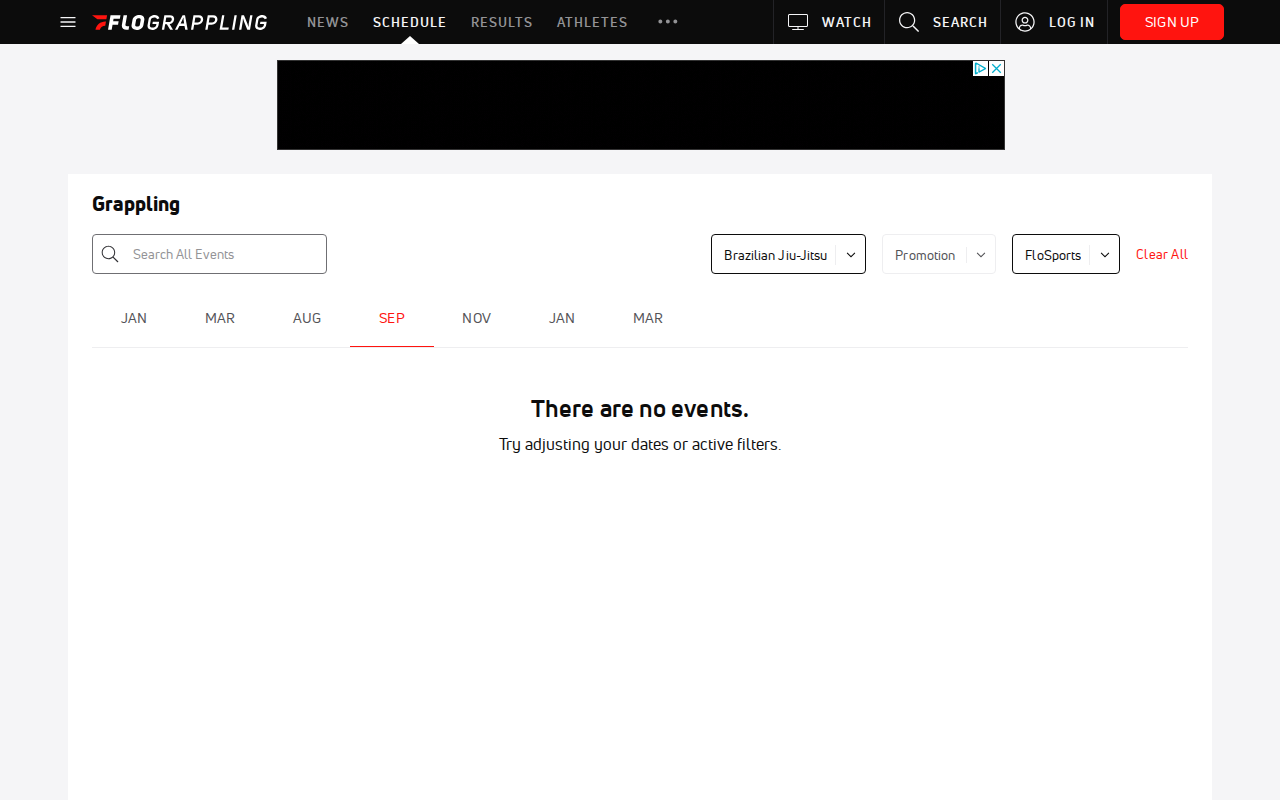 FLOGRAPPLING NEWS SCHEDULE RESULTS ATHLETES WATCH SEARCH LOG IN SIGN UP
Grappling
Search All Events Brazilian Jiu-Jitsu Promotion FloSports Clear All
JAN MAR AUG SEP NOV JAN MAR
There are no events.
Try adjusting your dates or active filters.